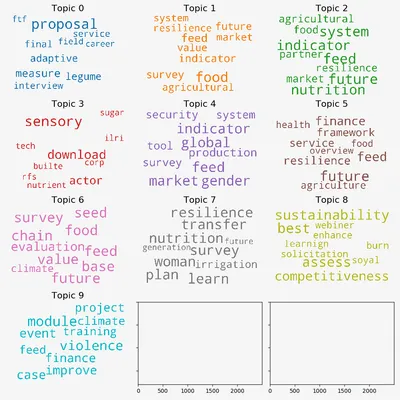 Topic 0
ftf
proposal
service
final field career
adaptive
measure legume
interview
Topic 1
system
resilience future
feed market
value
indicator
survey food
agricultural
Topic 2
agricultural
food system
indicator
partner feed
resilience
market future
nutrition
Topic 3
sugar
sensory
ilri
tech
download
builte corp
rfs actor
nutrient
Topic 4
security system
indicator
tool global
production
survey feed
market gender
Topic 5
health finance
framework
service food
overview
resilience feed
future
agriculture
Topic 6
survey seed
chain food
evaluation feed
value
climate base
future
Topic 7
resilience
transfer
nutrition future
generation survey
woman irrigation
plan learn
Topic 8
sustainability
best webiner
enhance
learnign burn
solicitation
assess soyal
competitiveness
Topic 9
project
module climate
event training
feed violence
finance
improve
case
0 500 1000 1500 2000
0 500 1000 1500 2000